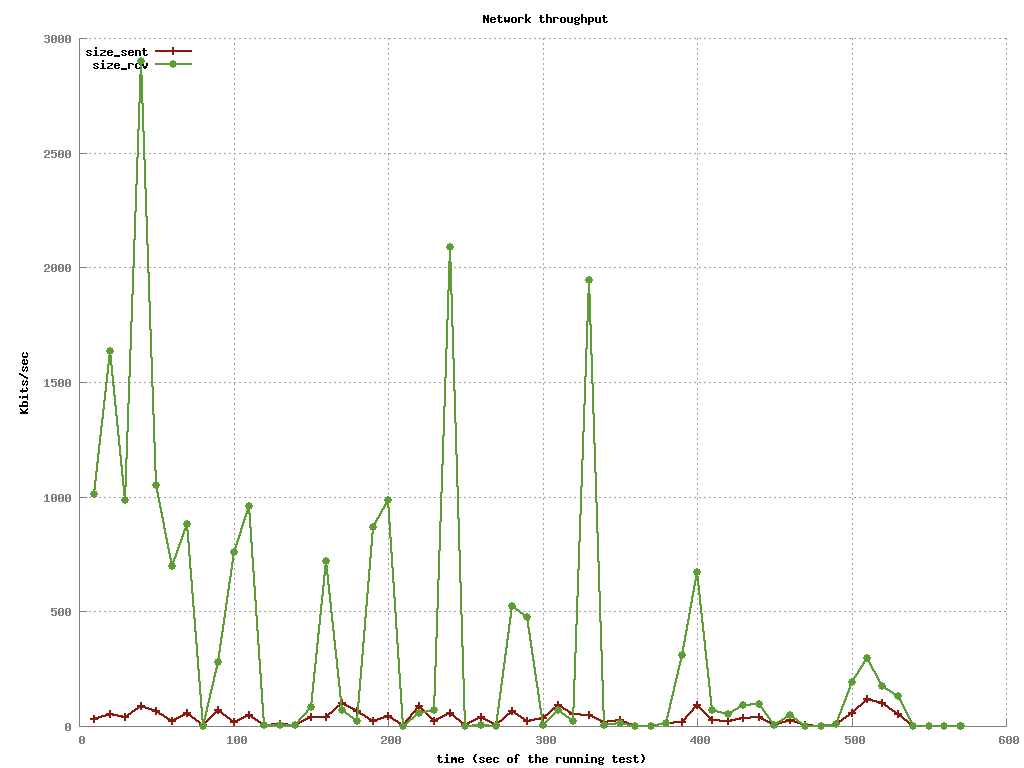 Network throughput
3000
size_sent
size_rcv
2500
2000
1500
Kbits/sec
1000
500
0
0 100 200 300 400 500 600
time (sec of the running test)